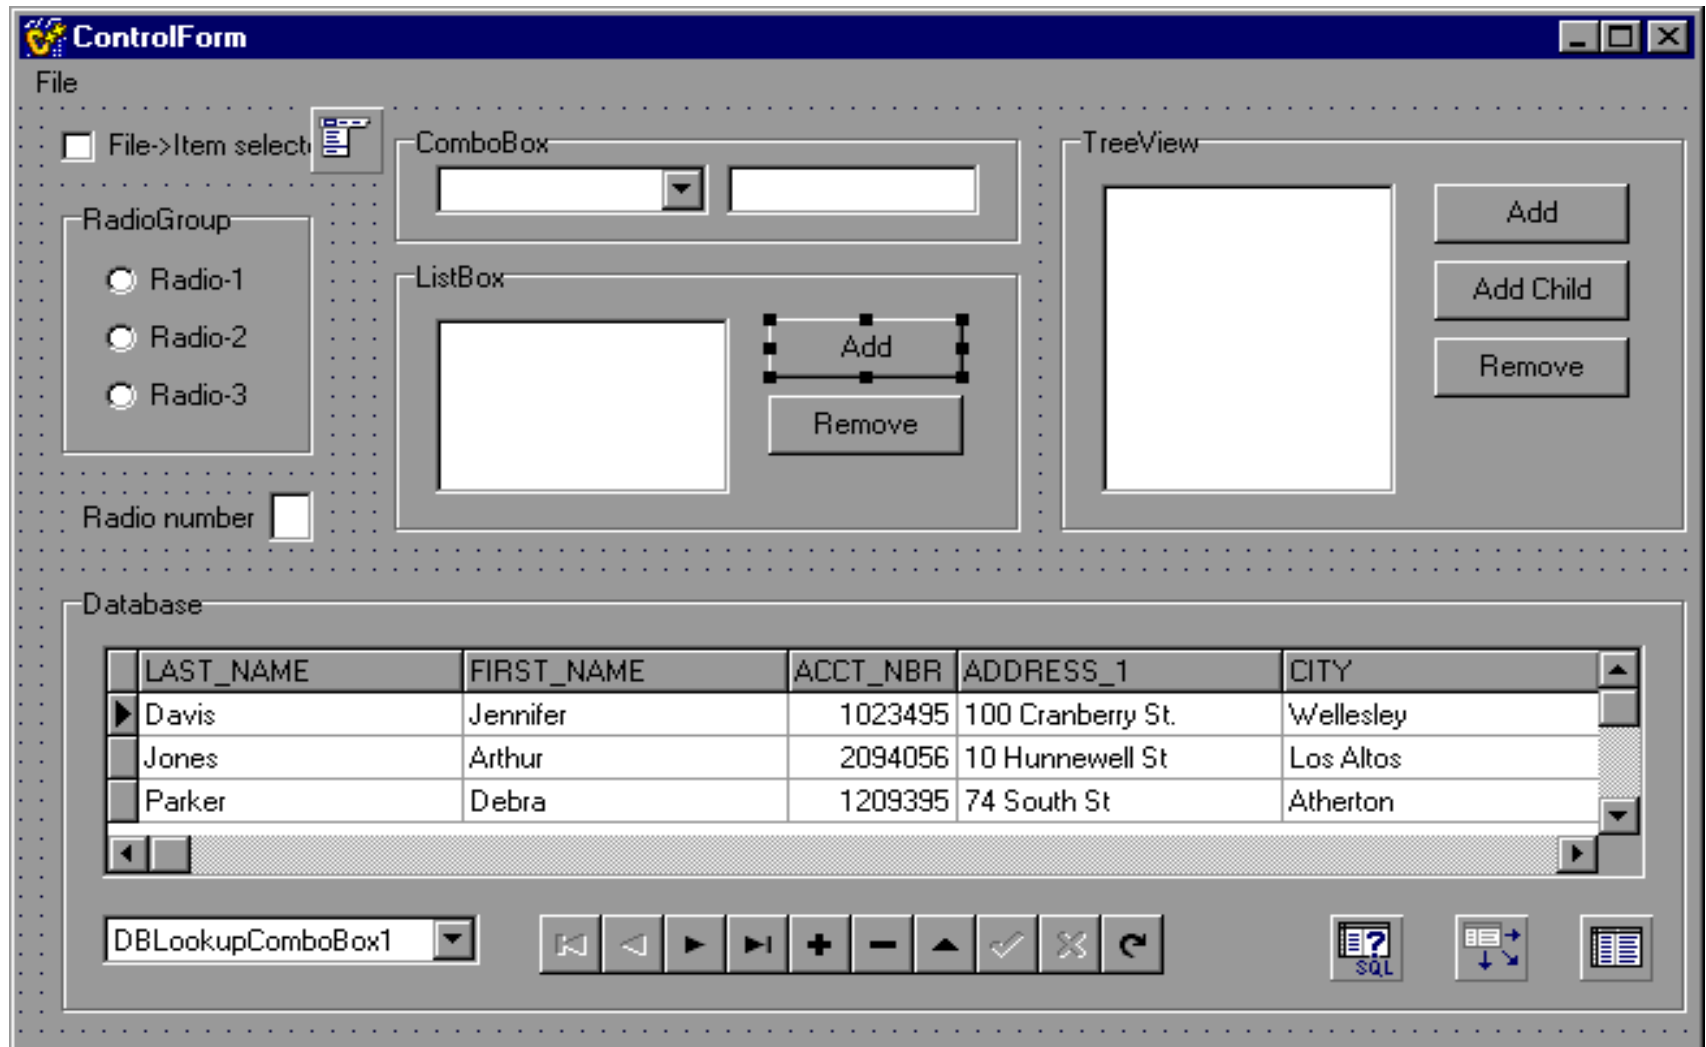 ControlForm
File
File->Item select
RadioGroup
Radio-1
Radio-2
Radio-3
Radio number
ComboBox
ListBox
Add
Remove
TreeView
Add
Add Child
Remove
Database
LAST_NAME FIRST_NAME ACCT_NBR ADDRESS_1 CITY
Davis Jennifer 1023495 100 Cranberry St. Wellesley
Jones Arthur 2094056 10 Hunnewell St Los Altos
Parker Debra 1209395 74 South St Atherton
DBLookupComboBox1
? SQL